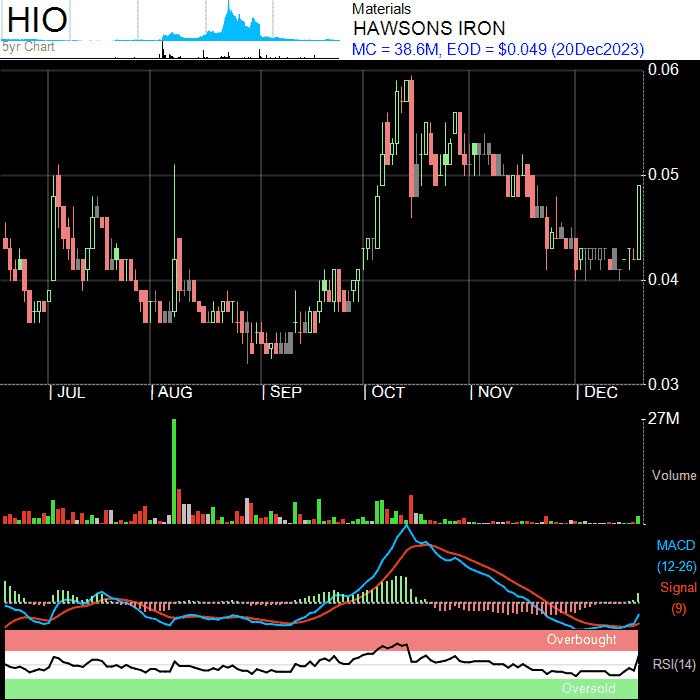 HIO
5yr Chart
Materials
HAWSONS IRON
MC = 38.6M, EOD = $0.049 (20Dec2023)
0.06
0.05
0.04
0.03
JUL
AUG
SEP
OCT
NOV
DEC
27M
Volume
MACD
(12-26)
Signal
(9)
Overbought
RSI(14)
Oversold